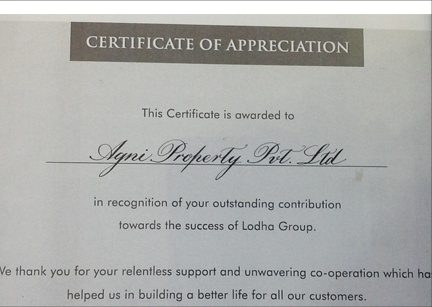 CERTIFICATE OF APPRECIATION
This Certificate is awarded to
Agni Property Pvt. Ltd
in recognition of your outstanding contribution
towards the success of Lodha Group.
We thank you for your relentless support and unwavering co-operation which
helped us in building a better life for all our customers.